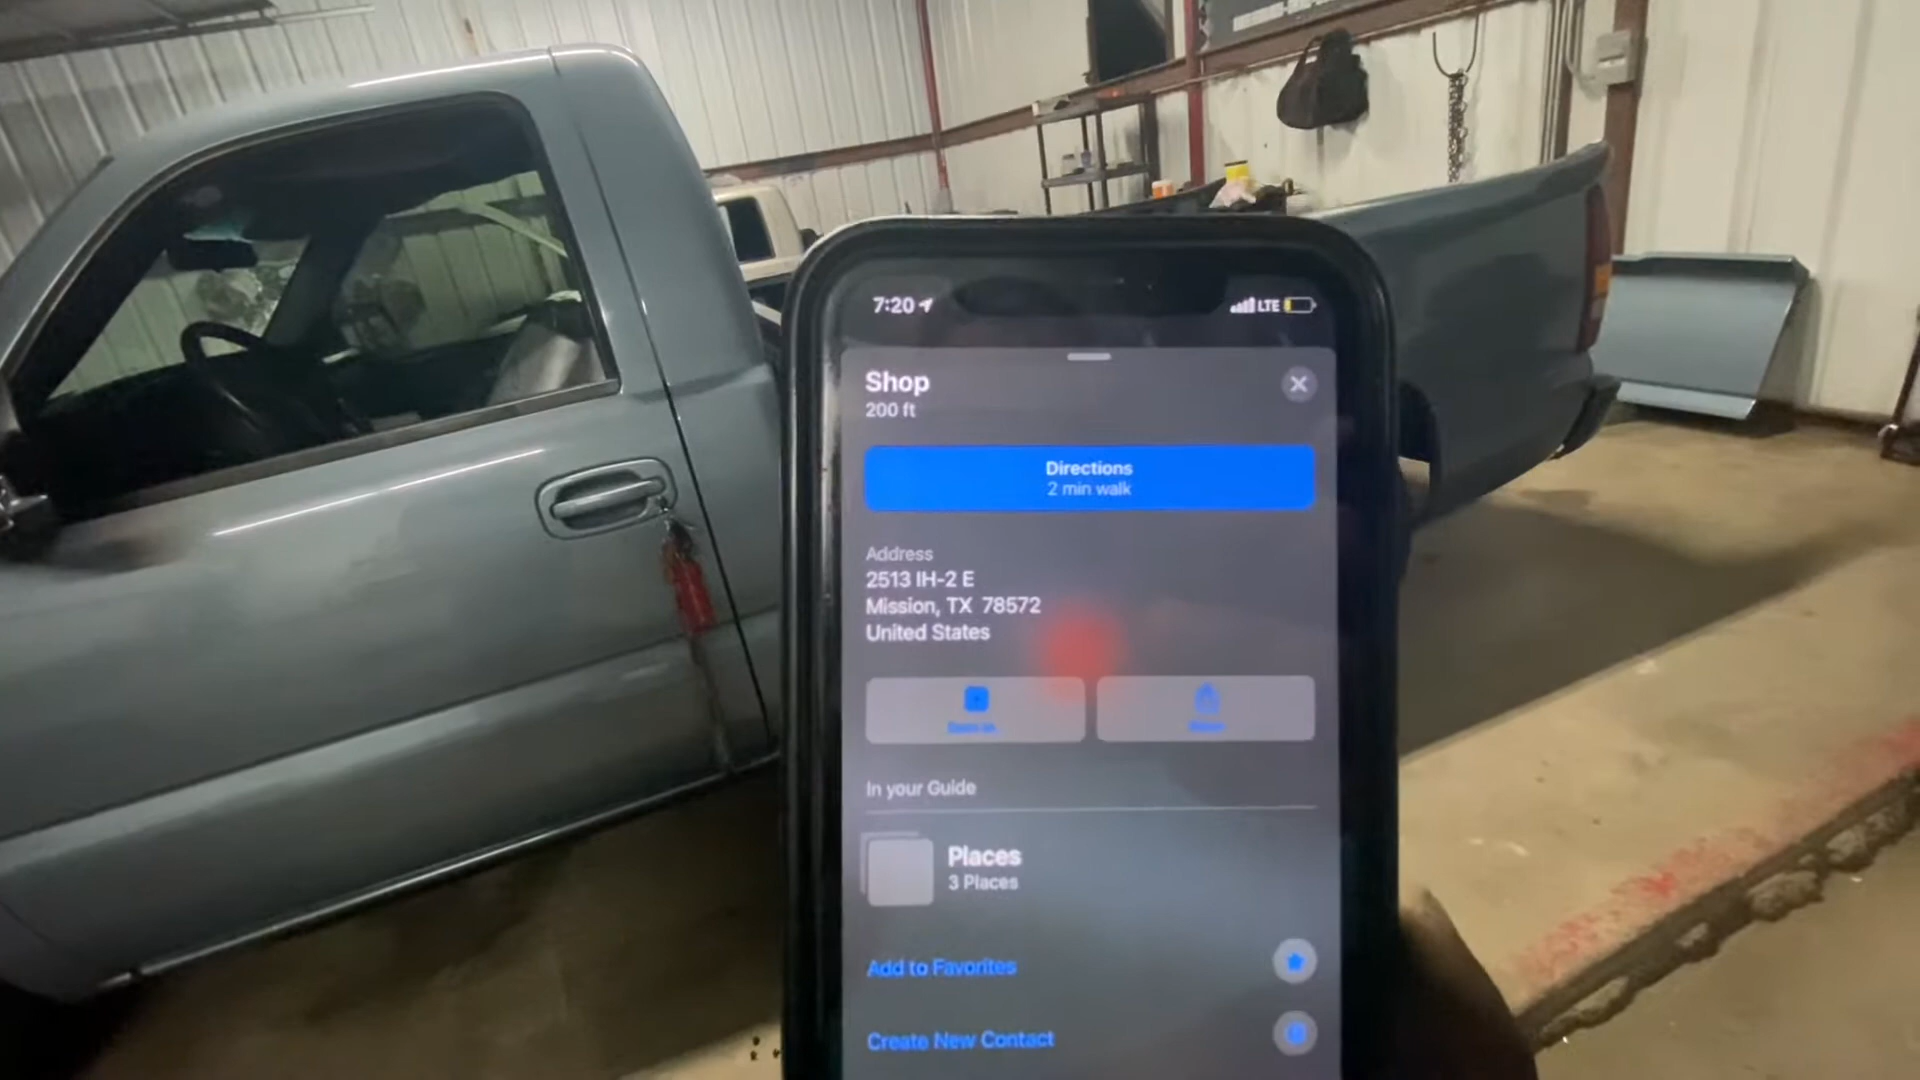 7:20
LTE
Shop
200 ft
Directions
2 min walk
Address
2513 IH-2 E
Mission, TX 78572
United States
In your Guide
Places
3 Places
Add to Favorites
Create New Contact